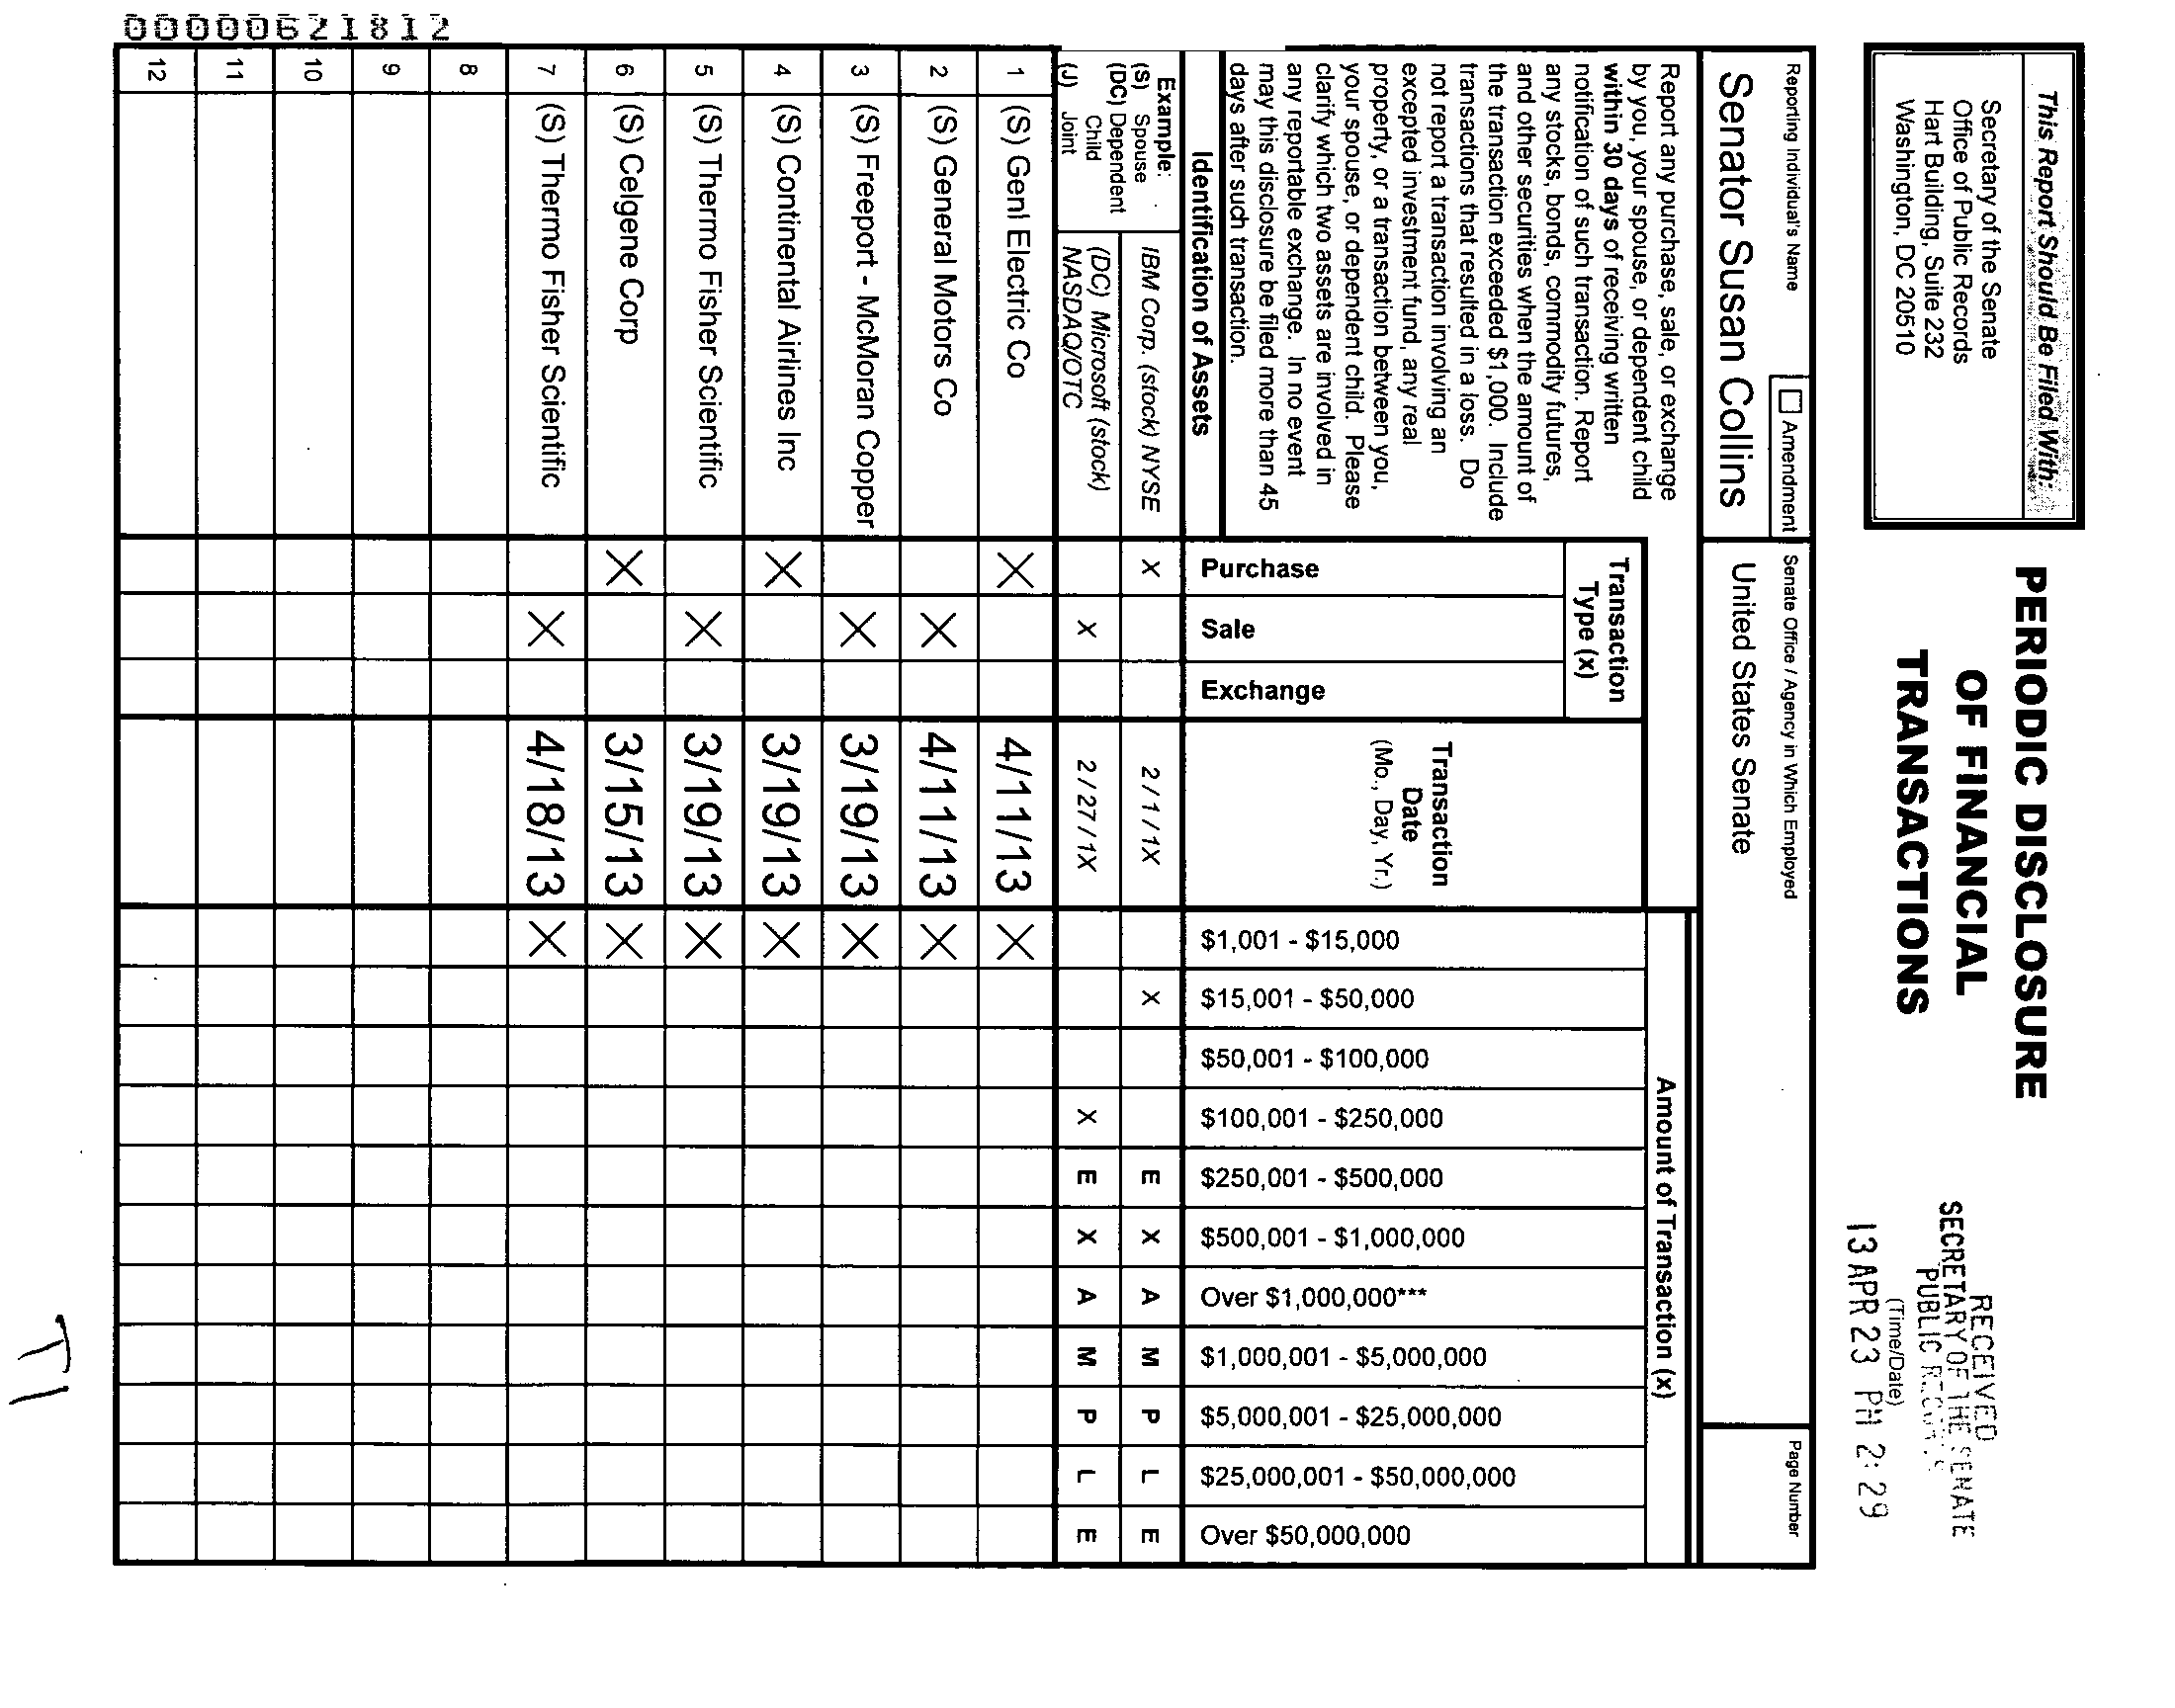 This Report Should Be Filed With:
Secretary of the Senate
Office of Public Records
Hart Building, Suite 232
Washington, DC 20510
PERIODIC DISCLOSURE
OF FINANCIAL
TRANSACTIONS
RECEIVED
SECRETARY OF THE SENATE
PUBLIC
(Time/Date)
13 APR 23 PM 2:29
Reporting Individual's Name
Amendment
Senate Office / Agency in Which Employed
Page Number
Senator Susan Collins
United States Senate
Report any purchase, sale, or exchange
by you, your spouse, or dependent child
within 30 days of receiving written
notification of such transaction. Report
any stocks, bonds, commodity futures,
and other securities when the amount of
the transaction exceeded $1,000. Include
transactions that resulted in a loss. Do
not report a transaction involving an
excepted investment fund, any real
property, or a transaction between you,
your spouse, or dependent child. Please
clarify which two assets are involved in
any reportable exchange. In no event
may this disclosure be filed more than 45
days after such transaction.
Identification of Assets
Transaction
Type (x)
Purchase
Sale
Exchange
Transaction
Date
(Mo., Day, Yr.)
Amount of Transaction (x)
$1,001 - $15,000
$15,001 - $50,000
$50,001 - $100,000
$100,001 - $250,000
$250,001 - $500,000
$500,001 - $1,000,000
Over $1,000,000***
$1,000,001 - $5,000,000
$5,000,001 - $25,000,000
$25,000,001 - $50,000,000
Over $50,000,000
Example:
(S) Spouse
(DC) Dependent
Child
(J) Joint
IBM Corp. (stock) NYSE X 2 / 1 / 1X X E X A M P L E
(DC) Microsoft (stock)
NASDAQ/OTC X 2 / 27 / 1X X E X A M P L E
1 (S) Genl Electric Co X 4/11/13 X
2 (S) General Motors Co X 4/11/13 X
3 (S) Freeport - McMoran Copper X 3/19/13 X
4 (S) Continental Airlines Inc X 3/19/13 X
5 (S) Thermo Fisher Scientific X 3/19/13 X
6 (S) Celgene Corp X 3/15/13 X
7 (S) Thermo Fisher Scientific X 4/18/13 X
8
9
10
11
12
00000621812